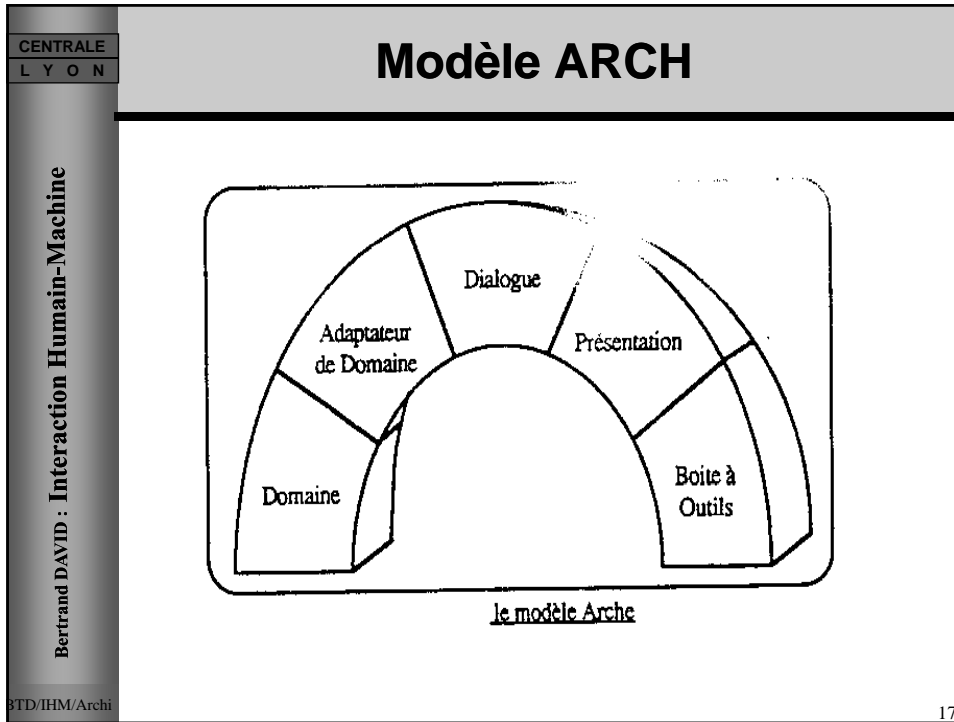 CENTRALE
L Y O N
Modèle ARCH
Bertrand DAVID : Interaction Humain-Machine
Dialogue
Adaptateur
de Domaine
Présentation
Domaine
Boite à
Outils
le modèle Arche
BTD/IHM/Archi
17